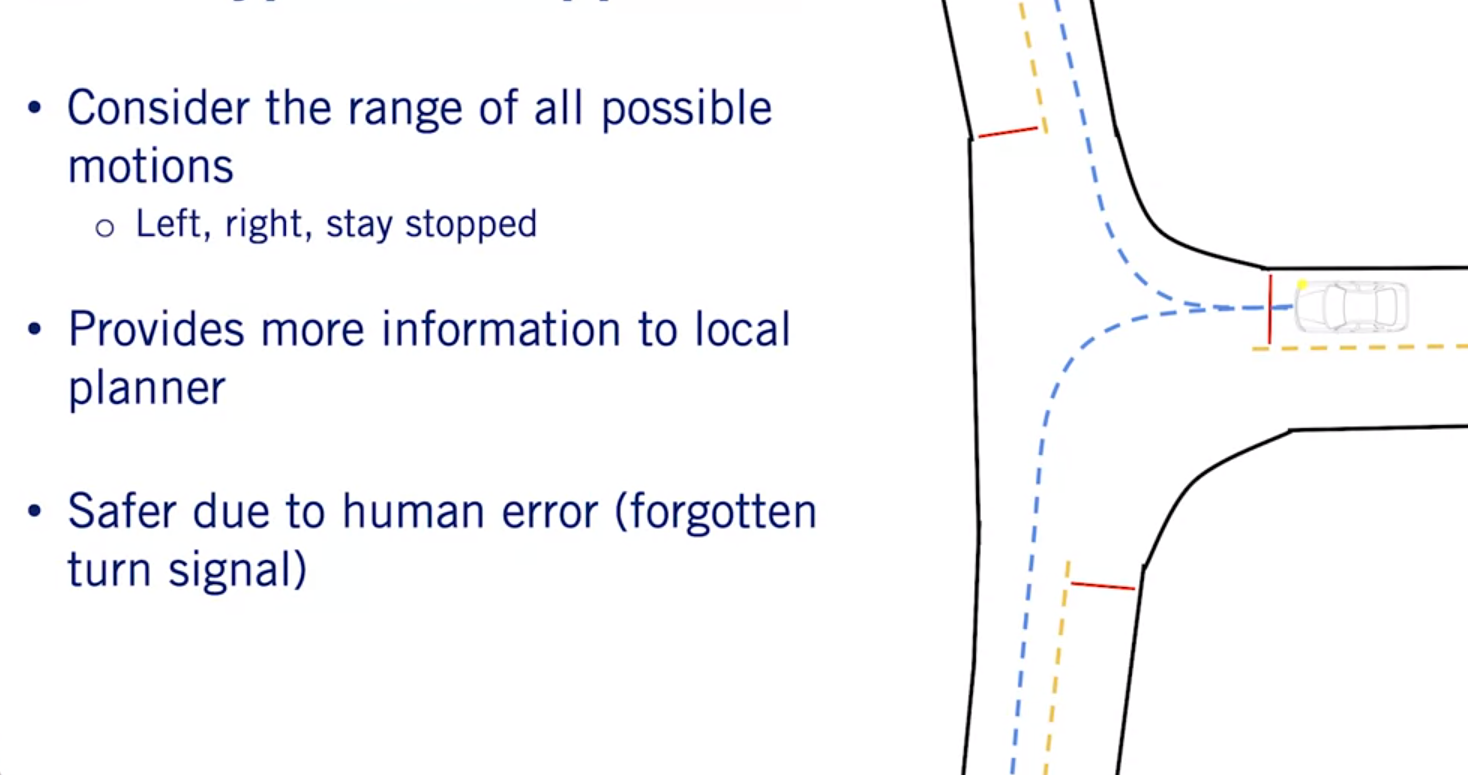 • Consider the range of all possible
motions
o Left, right, stay stopped
• Provides more information to local
planner
• Safer due to human error (forgotten
turn signal)